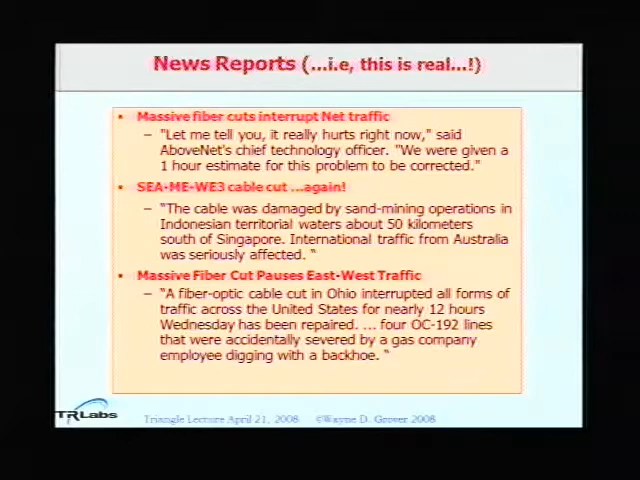 News Reports (...i.e, this is real...!)
• Massive fiber cuts interrupt Net traffic
– "Let me tell you, it really hurts right now," said
AboveNet's chief technology officer. "We were given a
1 hour estimate for this problem to be corrected."
• SEA-ME-WE3 cable cut ...again!
– "The cable was damaged by sand-mining operations in
Indonesian territorial waters about 50 kilometers
south of Singapore. International traffic from Australia
was seriously affected. "
• Massive Fiber Cut Pauses East-West Traffic
– "A fiber-optic cable cut in Ohio interrupted all forms of
traffic across the United States for nearly 12 hours
Wednesday has been repaired. ... four OC-192 lines
that were accidentally severed by a gas company
employee digging with a backhoe. "
TRLabs
Triangle Lecture April 21, 2008 ©Wayne D. Grover 2008